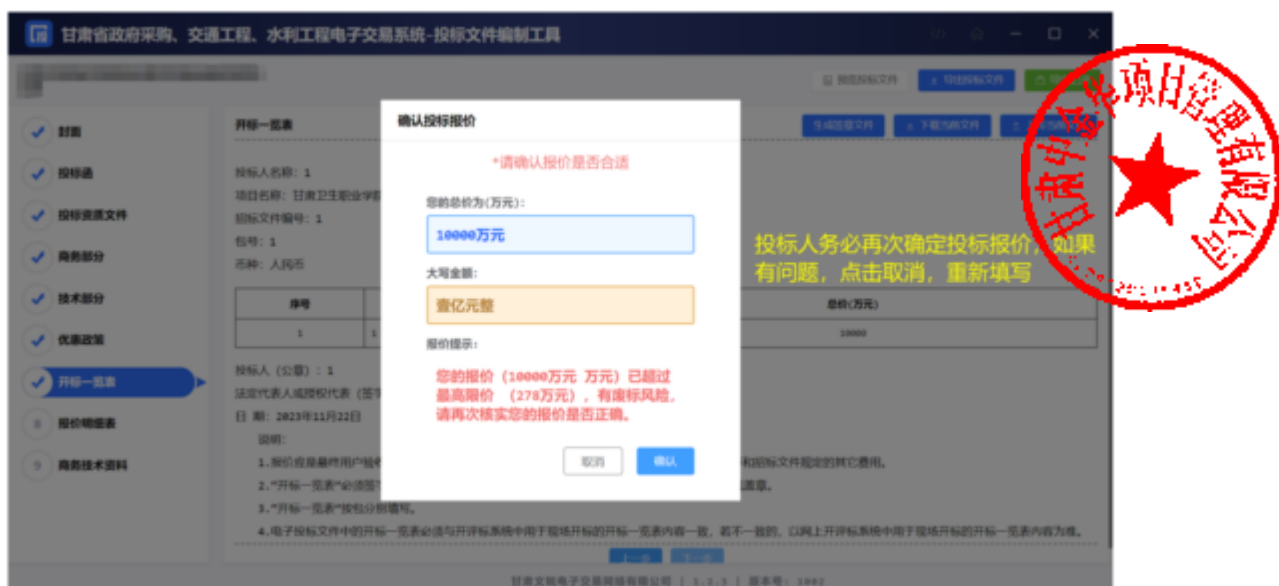 甘肃省政府采购、交通工程、水利工程电子交易系统-投标文件编制工具
预览投标文件
导出投标文件
封面
投标函
投标资质文件
商务部分
技术部分
优惠政策
开标一览表
8 报价明细表
9 商务技术资料
开标一览表
生成签章文件
下载当前文件
投标人名称: 1
项目名称: 甘肃卫生职业学院
招标文件编号: 1
包号: 1
币种: 人民币
序号
总价(万元)
1
1
10000
投标人 (公章) : 1
法定代表人或授权代表 (签字
日 期: 2023年11月22日
说明:
1.报价应是最终用户验收
和招标文件规定的其它费用。
2."开标一览表"必须签
盖章。
3."开标一览表"按包分别填写。
4.电子投标文件中的开标一览表必须与开评标系统中用于现场开标的开标一览表内容一致, 若不一致的, 以网上开评标系统中用于现场开标的开标一览表内容为准。
上一步
下一步
甘肃文锐电子交易网络有限公司 | 1.2.3 | 版本号: 1002
确认投标报价
*请确认报价是否合适
您的总价为(万元):
10000万元
大写金额:
壹亿元整
报价提示:
您的报价 (10000万元 万元) 已超过
最高限价 (278万元) , 有废标风险,
请再次核实您的报价是否正确。
取消
确认
投标人务必再次确定投标报价, 如果
有问题, 点击取消, 重新填写
甘肃中金华项目管理有限公司